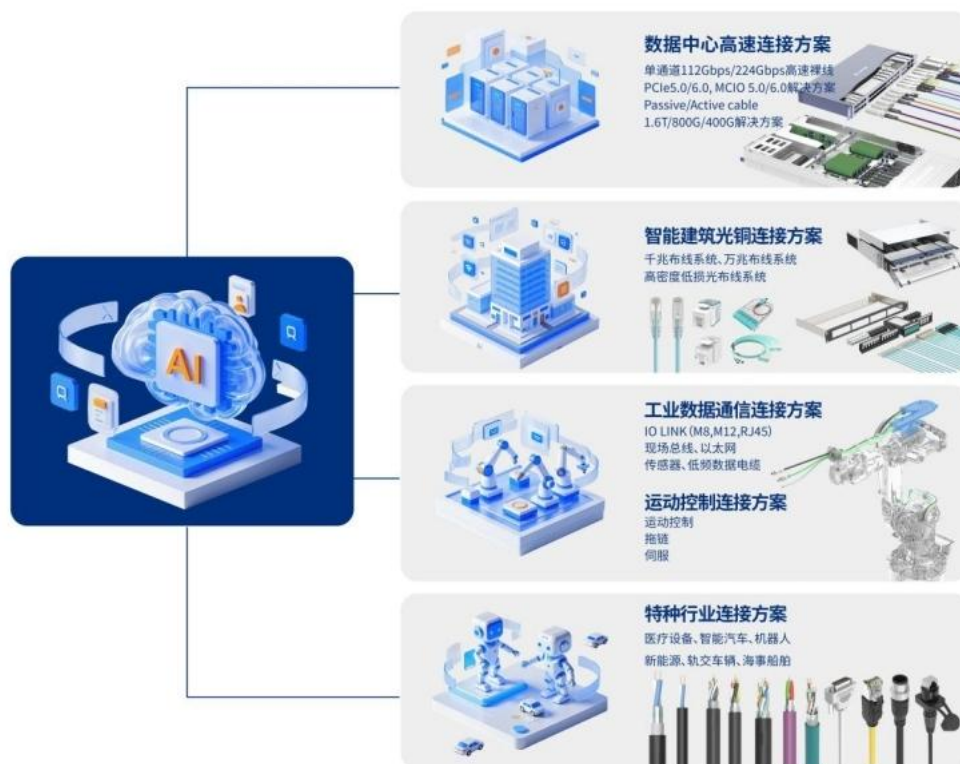 AI
数据中心高速连接方案
单通道112Gbps/224Gbps高速裸线
PCIe5.0/6.0, MCIO 5.0/6.0解决方案
Passive/Active cable
1.6T/800G/400G解决方案
智能建筑光铜连接方案
千兆布线系统、万兆布线系统
高密度低损光布线系统
工业数据通信连接方案
IO LINK (M8,M12,RJ45)
现场总线、以太网
传感器、低频数据电缆
运动控制连接方案
运动控制
拖链
伺服
特种行业连接方案
医疗设备、智能汽车、机器人
新能源、轨交车辆、海事船舶